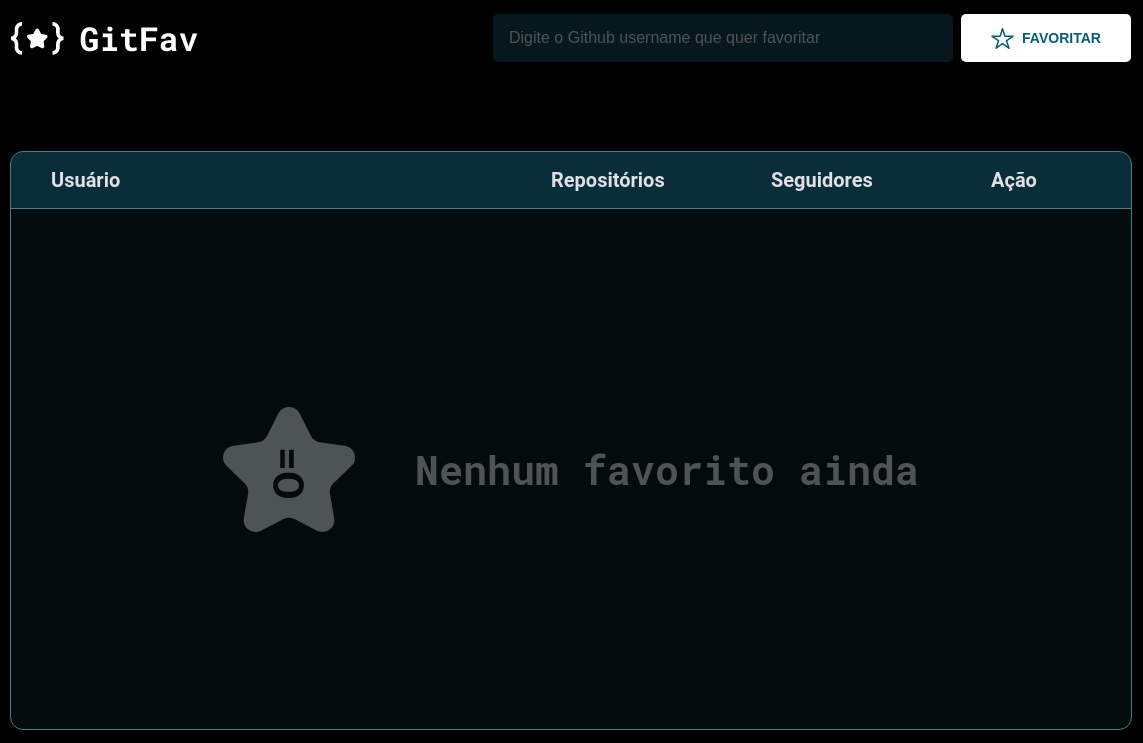 GitFav
Digite o Github username que quer favoritar
FAVORITAR
Usuário Repositórios Seguidores Ação
Nenhum favorito ainda